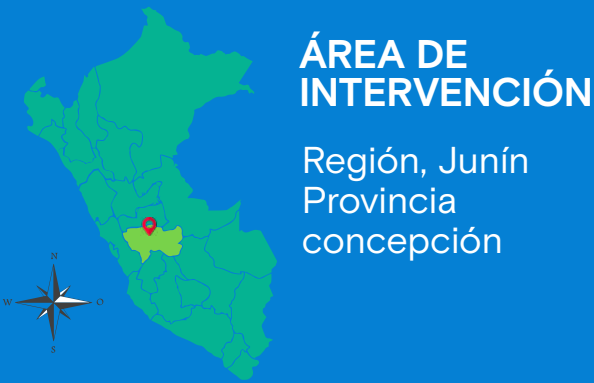 ÁREA DE
INTERVENCIÓN
Región, Junín
Provincia
concepción
N
W
O
S